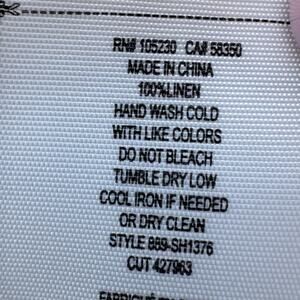 RN# 105230 CA# 58350
MADE IN CHINA
100%LINEN
HAND WASH COLD
WITH LIKE COLORS
DO NOT BLEACH
TUMBLE DRY LOW
COOL IRON IF NEEDED
OR DRY CLEAN
STYLE 889-SH1376
CUT 427963